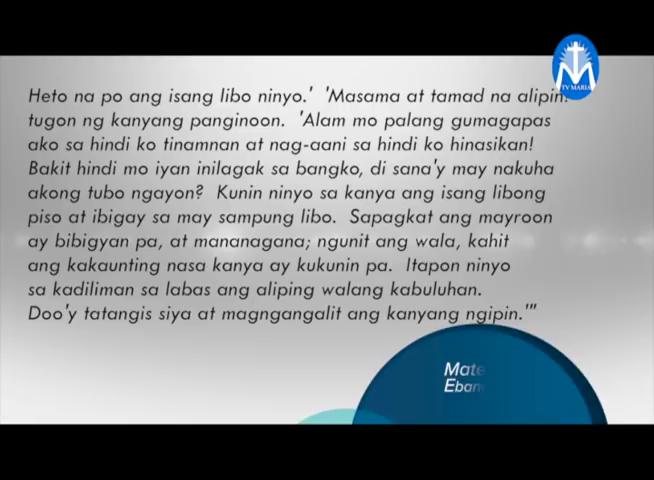 TV MARIA
Heto na po ang isang libo ninyo.' 'Masama at tamad na alipin!'
tugon ng kanyang panginoon. 'Alam mo palang gumagapas
ako sa hindi ko tinamnan at nag-aani sa hindi ko hinasikan!
Bakit hindi mo iyan inilagak sa bangko, di sana'y may nakuha
akong tubo ngayon? Kunin ninyo sa kanya ang isang libong
piso at ibigay sa may sampung libo. Sapagkat ang mayroon
ay bibigyan pa, at mananagana; ngunit ang wala, kahit
ang kakaunting nasa kanya ay kukunin pa. Itapon ninyo
sa kadiliman sa labas ang aliping walang kabuluhan.
Doo'y tatangis siya at magngangalit ang kanyang ngipin.'"
Mate
Eban